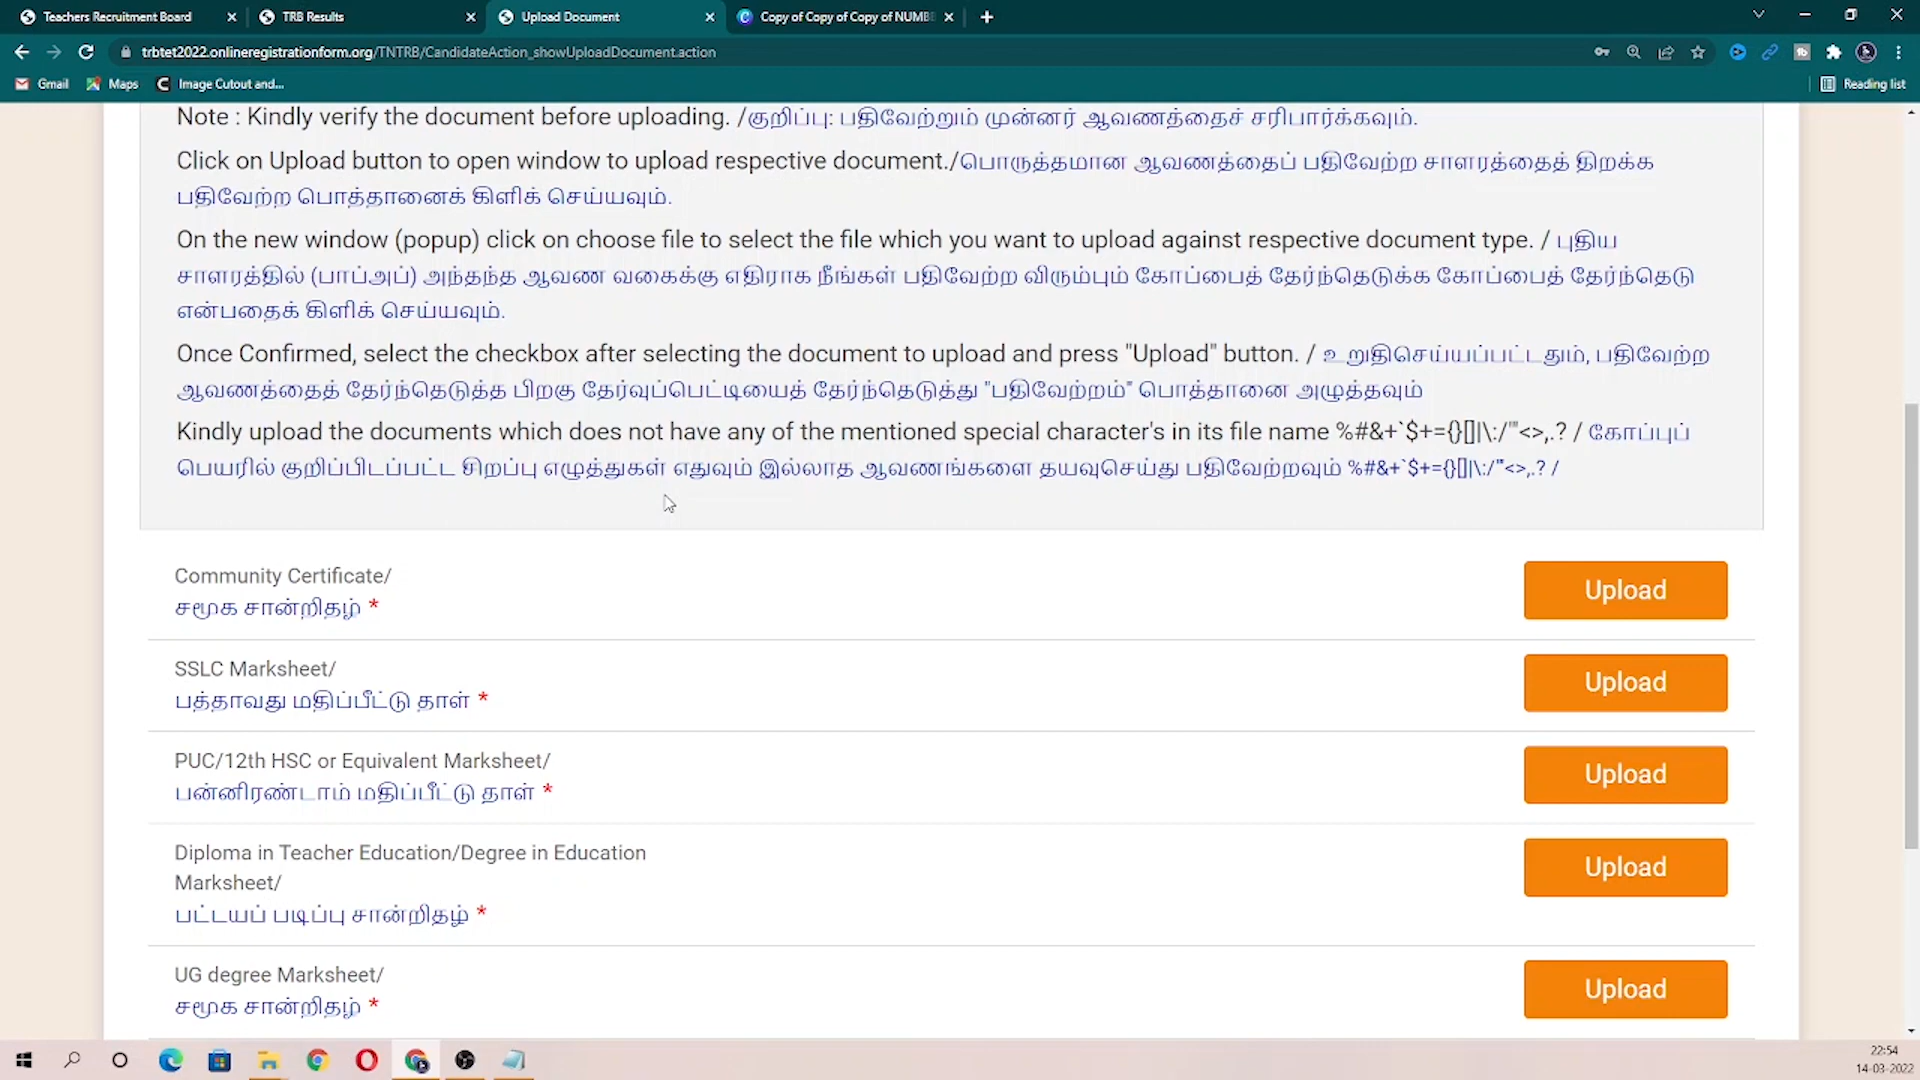 Teachers Recruitment Board
TRB Results
Upload Document
Copy of Copy of Copy of NUMBE
trbtet2022.onlineregistrationform.org/TNTRB/CandidateAction_showUploadDocument.action
Gmail
Maps
Image Cutout and...
Reading list
Note : Kindly verify the document before uploading. /குறிப்பு: பதிவேற்றும் முன்னர் ஆவணத்தைச் சரிபார்க்கவும்.
Click on Upload button to open window to upload respective document./பொருத்தமான ஆவணத்தைப் பதிவேற்ற சாளரத்தைத் திறக்க
பதிவேற்ற பொத்தானைக் கிளிக் செய்யவும்.
On the new window (popup) click on choose file to select the file which you want to upload against respective document type. / புதிய
சாளரத்தில் (பாப்அப்) அந்தந்த ஆவண வகைக்கு எதிராக நீங்கள் பதிவேற்ற விரும்பும் கோப்பைத் தேர்ந்தெடுக்க கோப்பைத் தேர்ந்தெடு
என்பதைக் கிளிக் செய்யவும்.
Once Confirmed, select the checkbox after selecting the document to upload and press "Upload" button. / உறுதிசெய்யப்பட்டதும், பதிவேற்ற
ஆவணத்தைத் தேர்ந்தெடுத்த பிறகு தேர்வுப்பெட்டியைத் தேர்ந்தெடுத்து "பதிவேற்றம்" பொத்தானை அழுத்தவும்
Kindly upload the documents which does not have any of the mentioned special character's in its file name %#&+`$+={}[]|\:/'"<>,.? / கோப்புப்
பெயரில் குறிப்பிடப்பட்ட சிறப்பு எழுத்துகள் எதுவும் இல்லாத ஆவணங்களை தயவுசெய்து பதிவேற்றவும் %#&+`$+={}[]|\:/'"<>,.? /
Community Certificate/
சமூக சான்றிதழ் *
Upload
SSLC Marksheet/
பத்தாவது மதிப்பீட்டு தாள் *
Upload
PUC/12th HSC or Equivalent Marksheet/
பன்னிரண்டாம் மதிப்பீட்டு தாள் *
Upload
Diploma in Teacher Education/Degree in Education
Marksheet/
பட்டயப் படிப்பு சான்றிதழ் *
Upload
UG degree Marksheet/
சமூக சான்றிதழ் *
Upload
22:54
14-03-2022